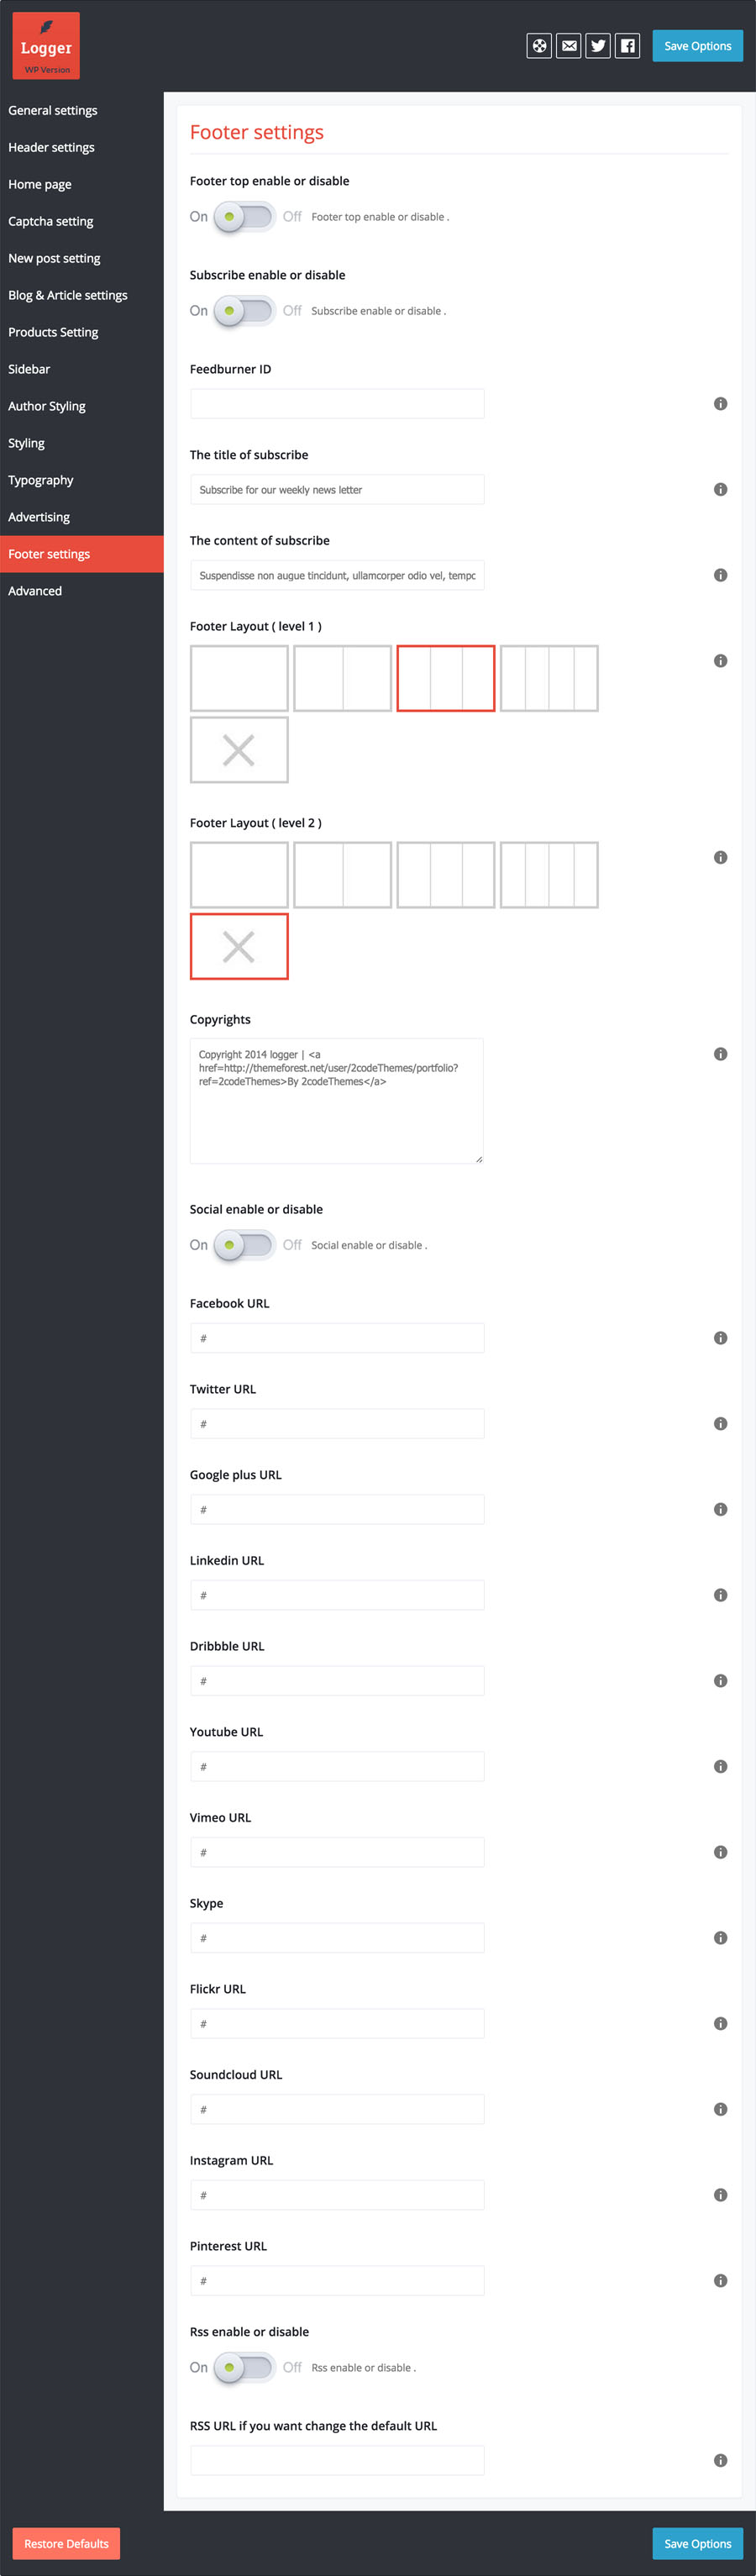 Logger
WP Version
Save Options
General settings
Header settings
Home page
Captcha setting
New post setting
Blog & Article settings
Products Setting
Sidebar
Author Styling
Styling
Typography
Advertising
Footer settings
Advanced
Footer settings
Footer top enable or disable
On Off Footer top enable or disable .
Subscribe enable or disable
On Off Subscribe enable or disable .
Feedburner ID
The title of subscribe
Subscribe for our weekly news letter
The content of subscribe
Suspendisse non augue tincidunt, ullamcorper odio vel, tempc
Footer Layout ( level 1 )
Footer Layout ( level 2 )
Copyrights
Copyright 2014 logger | <a
href=http://themeforest.net/user/2codeThemes/portfolio?
ref=2codeThemes>By 2codeThemes</a>
Social enable or disable
On Off Social enable or disable .
Facebook URL
#
Twitter URL
#
Google plus URL
#
Linkedin URL
#
Dribbble URL
#
Youtube URL
#
Vimeo URL
#
Skype
#
Flickr URL
#
Soundcloud URL
#
Instagram URL
#
Pinterest URL
#
Rss enable or disable
On Off Rss enable or disable .
RSS URL if you want change the default URL
Restore Defaults
Save Options